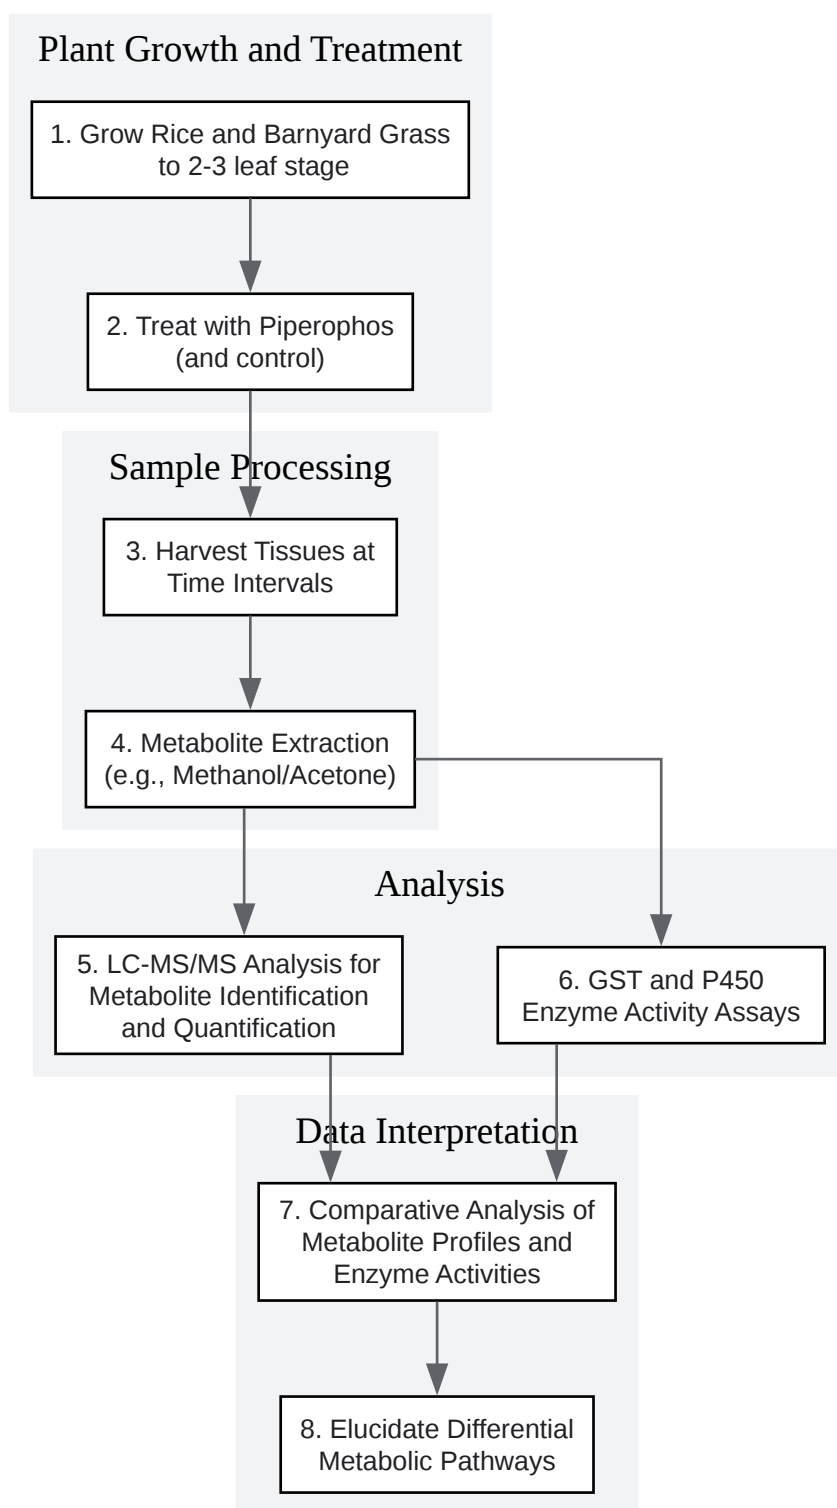 Plant Growth and Treatment
1. Grow Rice and Barnyard Grass
to 2-3 leaf stage
2. Treat with Piperophos
(and control)
Sample Processing
3. Harvest Tissues at
Time Intervals
4. Metabolite Extraction
(e.g., Methanol/Acetone)
Analysis
5. LC-MS/MS Analysis for
Metabolite Identification
and Quantification
6. GST and P450
Enzyme Activity Assays
Data Interpretation
7. Comparative Analysis of
Metabolite Profiles and
Enzyme Activities
8. Elucidate Differential
Metabolic Pathways